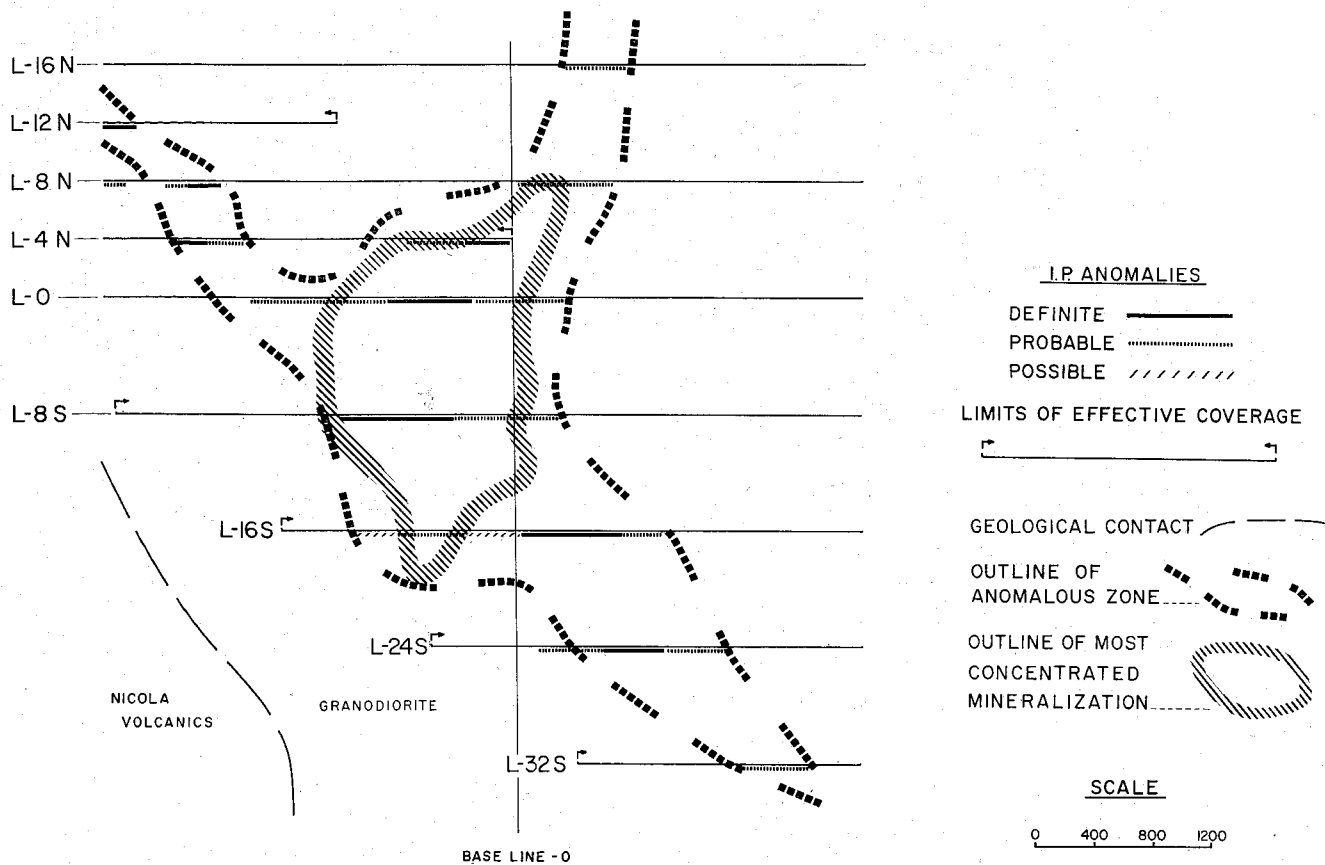 L-16N
L-12N
L-8N
L-4N
L-0
L-8S
L-16S
L-24S
L-32S
NICOLA
VOLCANICS
GRANODIORITE
BASE LINE - 0
I.P. ANOMALIES
DEFINITE
PROBABLE
POSSIBLE
LIMITS OF EFFECTIVE COVERAGE
GEOLOGICAL CONTACT
OUTLINE OF
ANOMALOUS ZONE
OUTLINE OF MOST
CONCENTRATED
MINERALIZATION
SCALE
0 400 800 1200